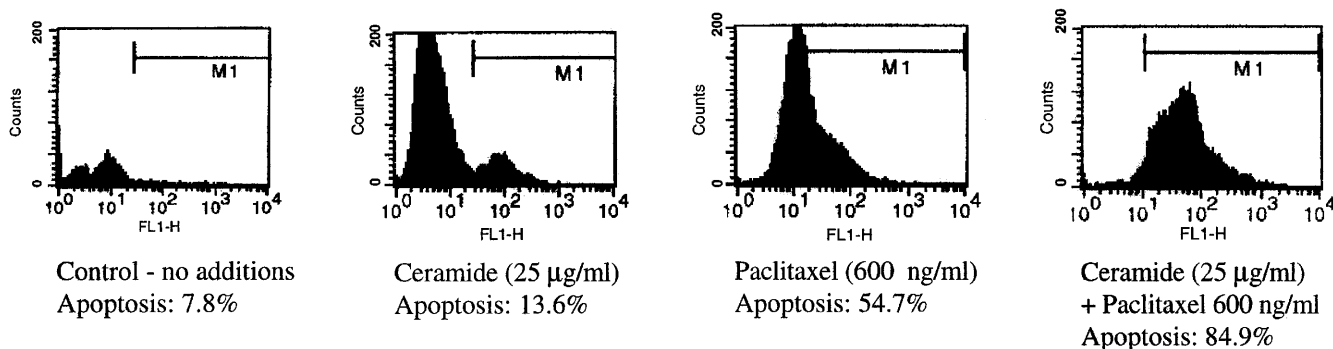 200
Counts
0
M1
10^0 10^1 10^2 10^3 10^4
FL1-H
Control - no additions
Apoptosis: 7.8%
200
Counts
0
M1
10^0 10^1 10^2 10^3 10^4
FL1-H
Ceramide (25 µg/ml)
Apoptosis: 13.6%
200
Counts
0
M1
10^0 10^1 10^2 10^3 10^4
FL1-H
Paclitaxel (600 ng/ml)
Apoptosis: 54.7%
200
Counts
0
M1
10^0 10^1 10^2 10^3 10^4
FL1-H
Ceramide (25 µg/ml)
+ Paclitaxel 600 ng/ml
Apoptosis: 84.9%